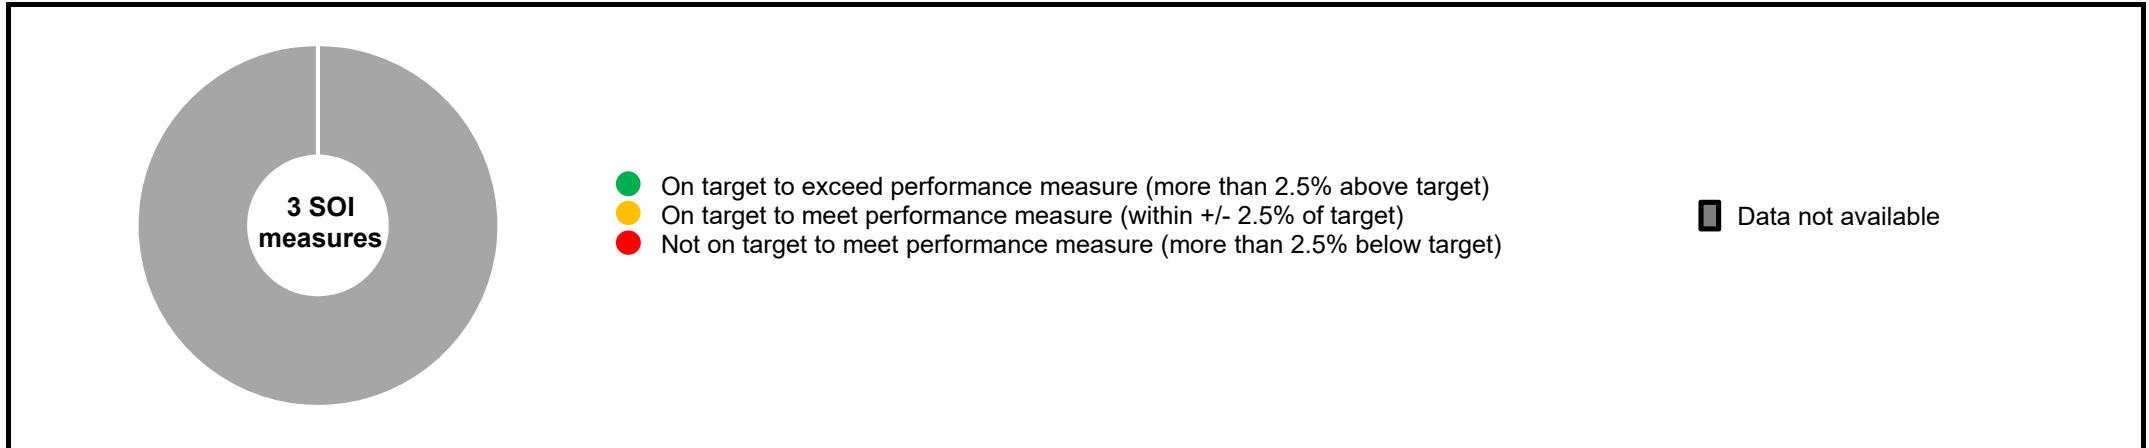 3 SOI
measures
On target to exceed performance measure (more than 2.5% above target)
On target to meet performance measure (within +/- 2.5% of target)
Not on target to meet performance measure (more than 2.5% below target)
Data not available